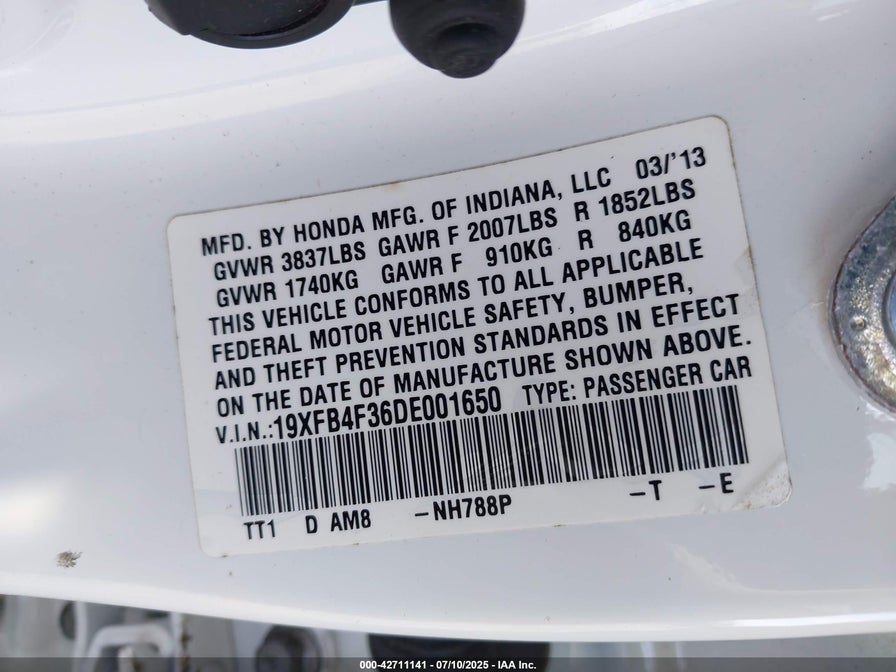 MFD. BY HONDA MFG. OF INDIANA, LLC 03/'13
GVWR 3837LBS GAWR F 2007LBS R 1852LBS
GVWR 1740KG GAWR F 910KG R 840KG
THIS VEHICLE CONFORMS TO ALL APPLICABLE
FEDERAL MOTOR VEHICLE SAFETY, BUMPER,
AND THEFT PREVENTION STANDARDS IN EFFECT
ON THE DATE OF MANUFACTURE SHOWN ABOVE.
V.I.N.:19XFB4F36DE001650 TYPE: PASSENGER CAR
TT1 D AM8 -NH788P -T -E
000-42711141 - 07/10/2025 - IAA Inc.